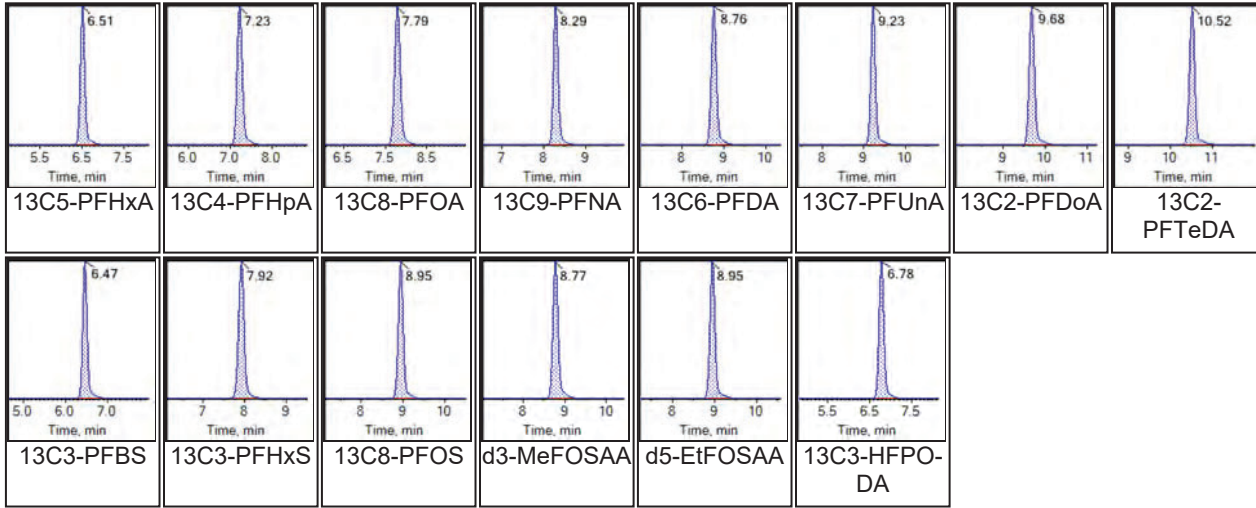 6.51
5.5 6.5 7.5
Time, min
13C5-PFHxA
7.23
6.0 7.0 8.0
Time, min
13C4-PFHpA
7.79
6.5 7.5 8.5
Time, min
13C8-PFOA
8.29
7 8 9
Time, min
13C9-PFNA
8.76
8 9 10
Time, min
13C6-PFDA
9.23
8 9 10
Time, min
13C7-PFUnA
9.68
9 10 11
Time, min
13C2-PFDoA
10.52
9 10 11
Time, min
13C2-
PFTeDA
6.47
5.0 6.0 7.0
Time, min
13C3-PFBS
7.92
7 8 9
Time, min
13C3-PFHxS
8.95
8 9 10
Time, min
13C8-PFOS
8.77
8 9 10
Time, min
d3-MeFOSAA
8.95
8 9 10
Time, min
d5-EtFOSAA
6.78
5.5 6.5 7.5
Time, min
13C3-HFPO-
DA